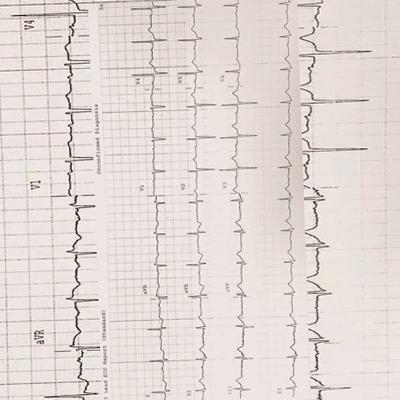 V4
V1
aVR
Unconfirmed Diagnosis
Lead ECG Report (Standard)
V4
V5
V6
V1
V2
V3
aVR
aVL
aVF
I
II
III
II